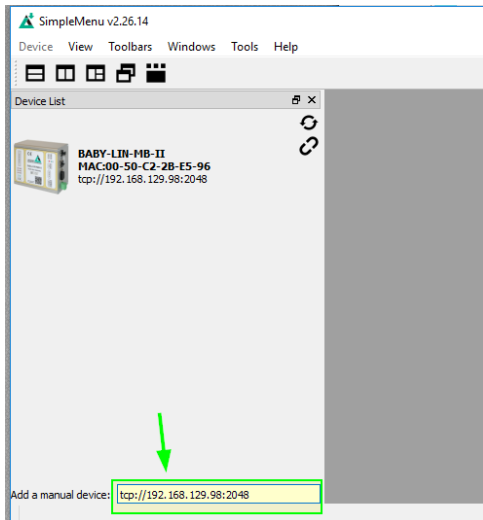 SimpleMenu v2.26.14
Device View Toolbars Windows Tools Help
Device List
BABY-LIN-MB-II
MAC:00-50-C2-2B-E5-96
tcp://192.168.129.98:2048
Add a manual device: tcp://192.168.129.98:2048